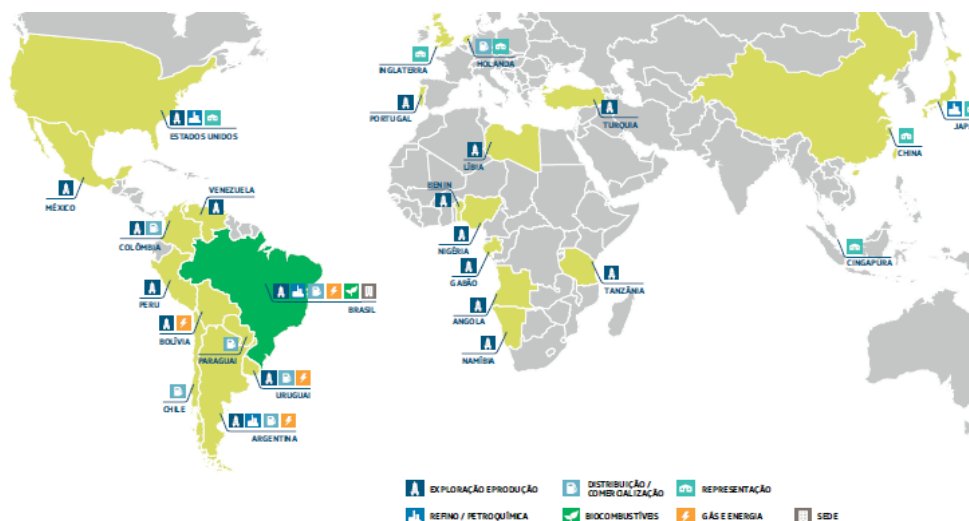 INGLATERRA
HOLANDA
PORTUGAL
TURQUIA
ESTADOS UNIDOS
JAP
CHINA
LÍBIA
BENIN
VENEZUELA
MÉXICO
COLÔMBIA
NIGÉRIA
CINGAPURA
GABÃO
TANZÂNIA
PERU
BRASIL
ANGOLA
BOLÍVIA
PARAGUAI
NAMÍBIA
URUGUAI
CHILE
ARGENTINA
EXPLORAÇÃO EPRODUÇÃO
DISTRIBUIÇÃO /
COMERCIALIZAÇÃO
REPRESENTAÇÃO
REFINO / PETROQUÍMICA
BIOCOMBUSTÍVEIS
GÁS E ENERGIA
SEDE